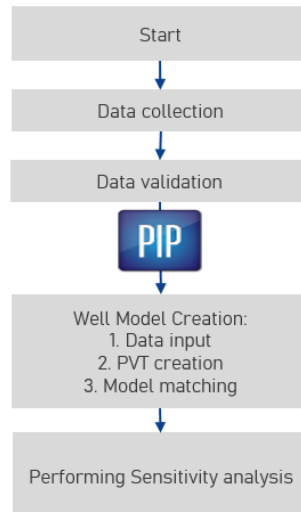 Start
Data collection
Data validation
PIP
Well Model Creation:
1. Data input
2. PVT creation
3. Model matching
Performing Sensitivity analysis